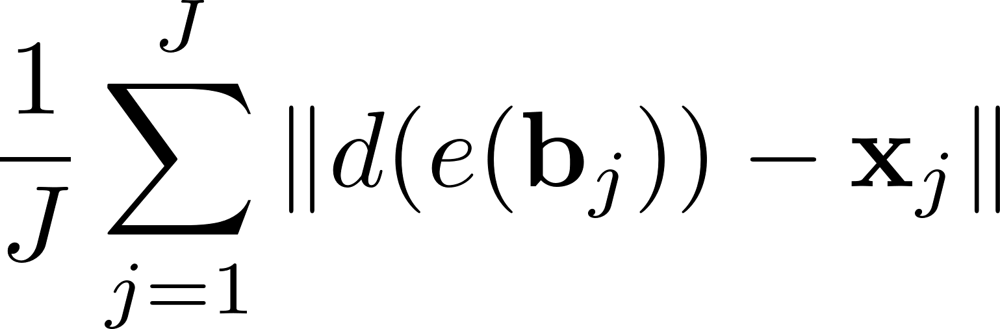 \frac{1}{J} \sum_{j=1}^{J} \| d(e(\mathbf{b}_j)) - \mathbf{x}_j \|